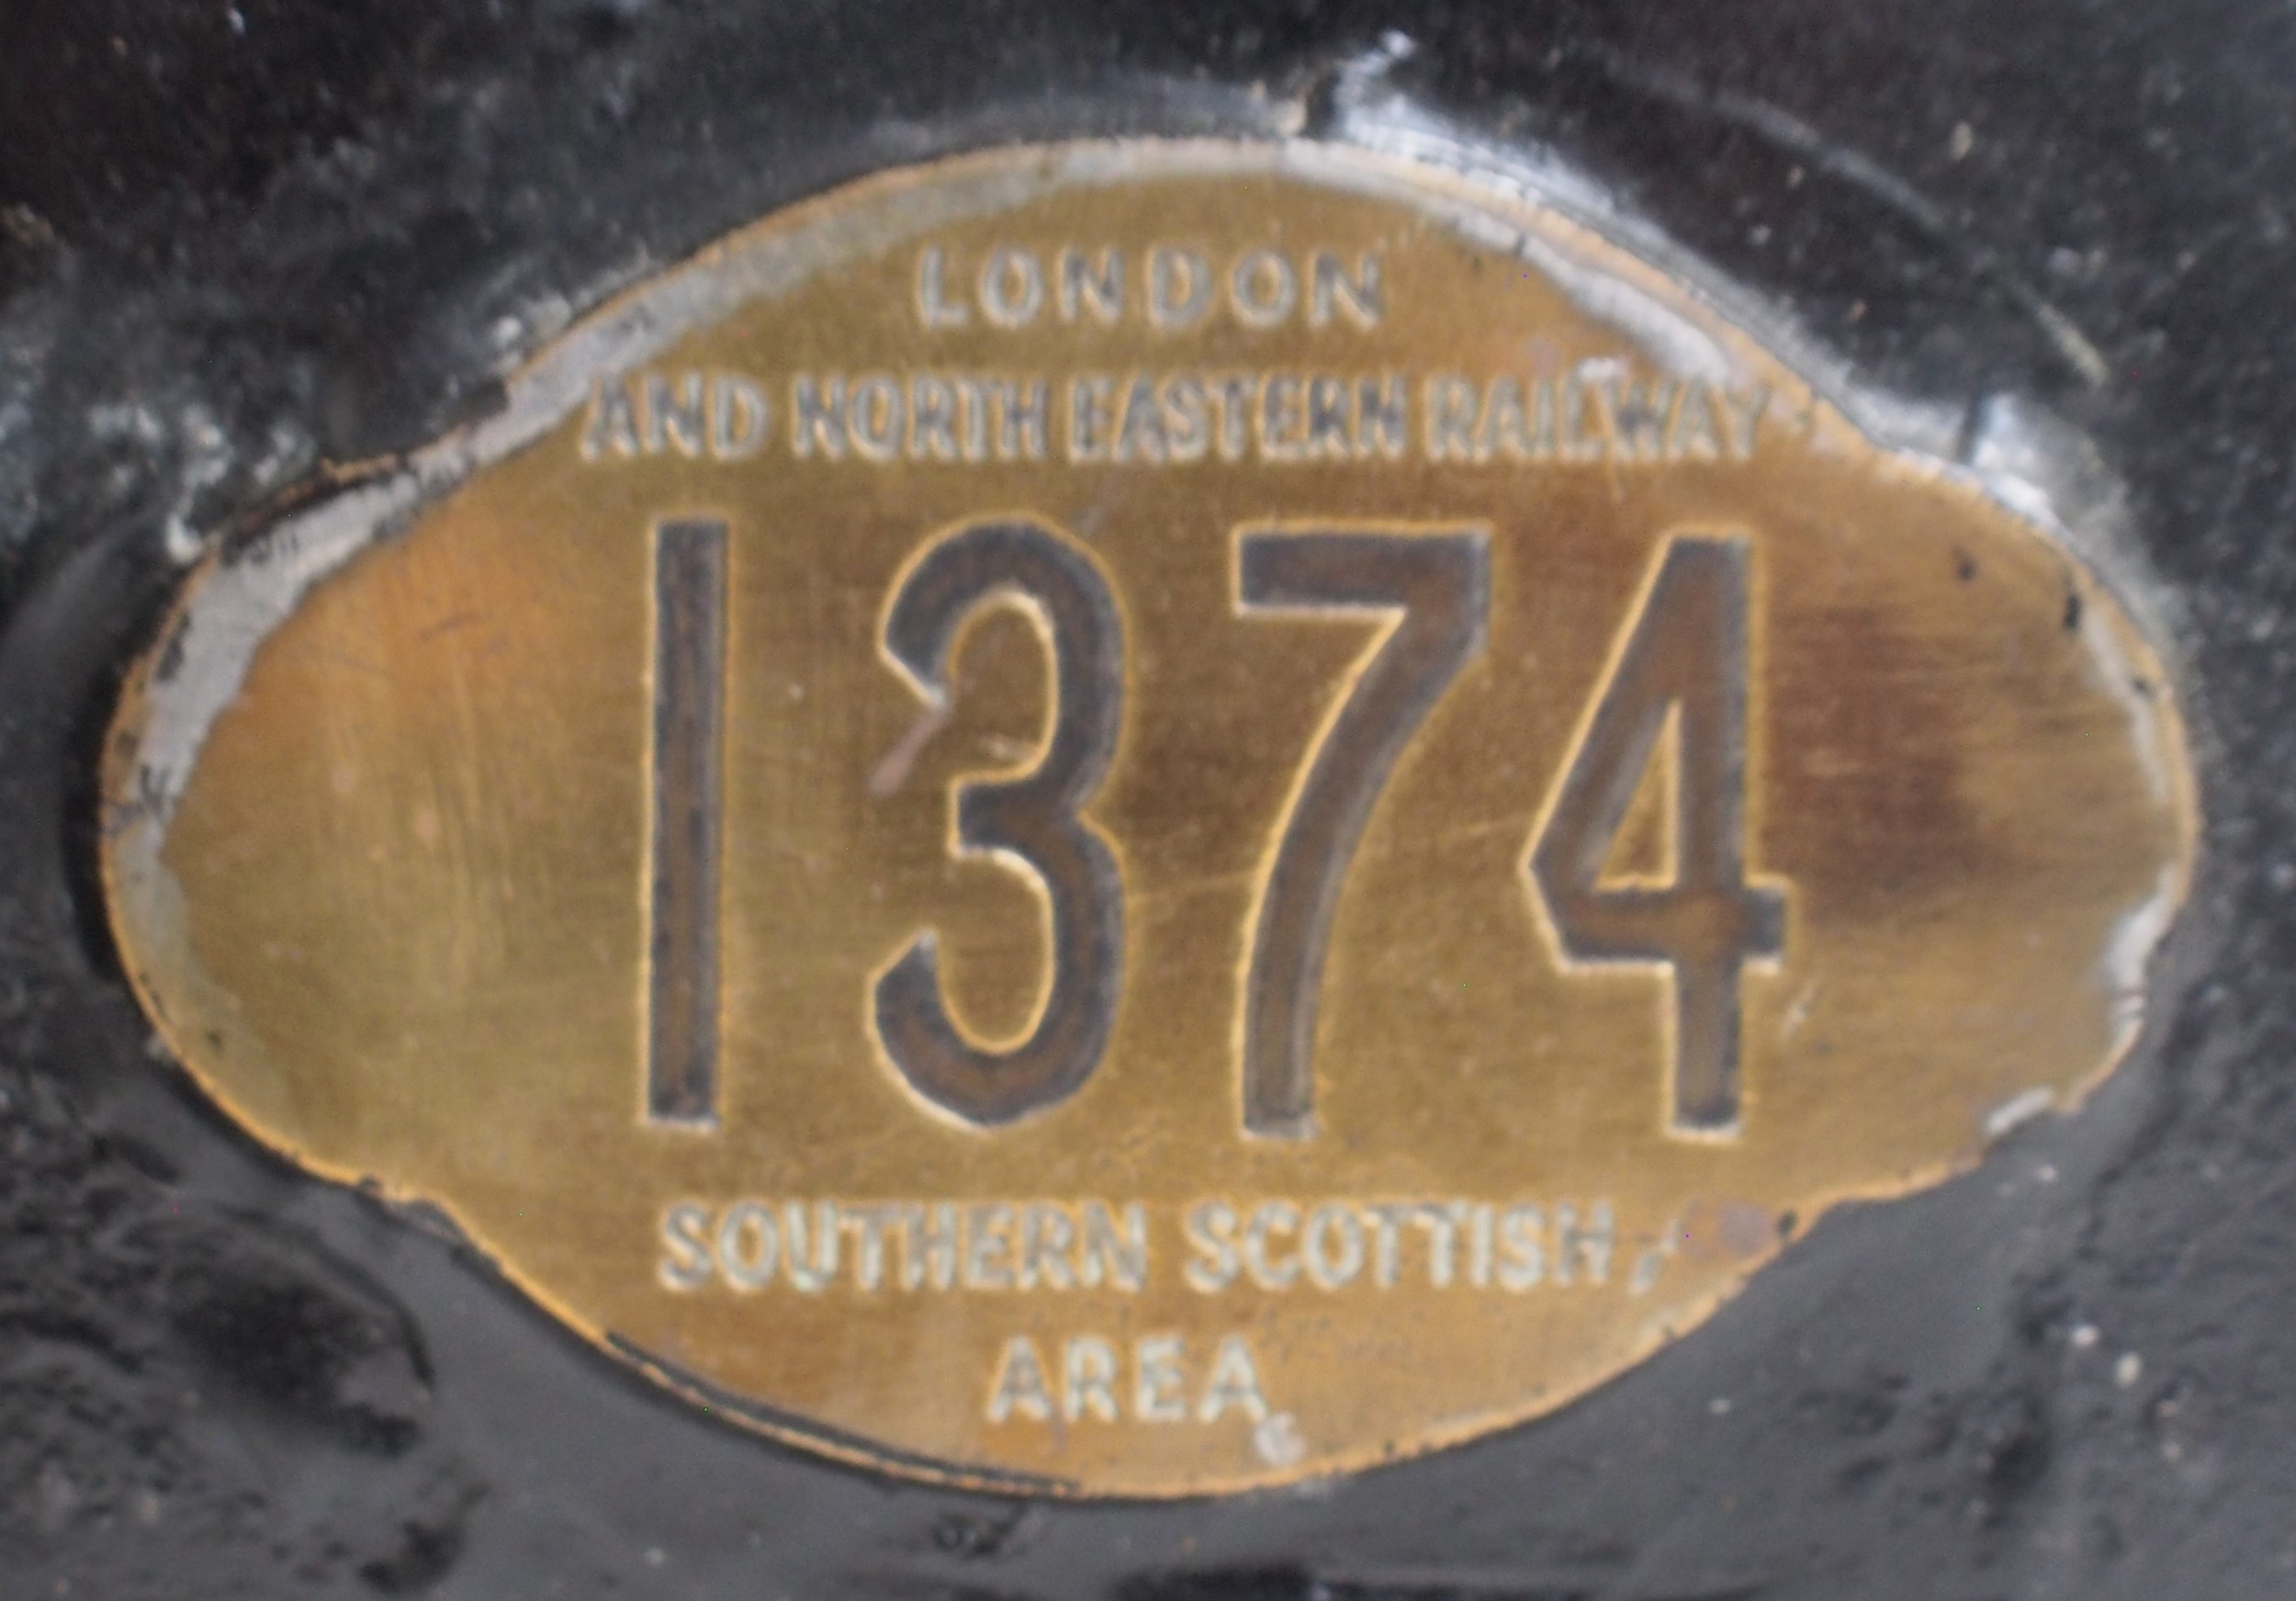 LONDON
AND NORTH EASTERN RAILWAY
1374
SOUTHERN SCOTTISH
AREA